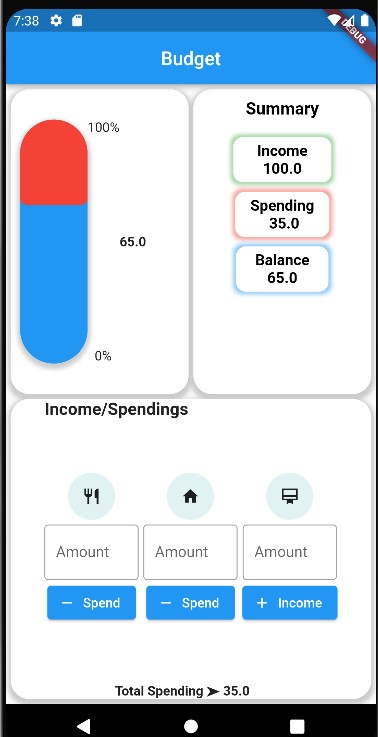 7:38
DEBUG
Budget
100%
65.0
0%
Summary
Income
100.0
Spending
35.0
Balance
65.0
Income/Spendings
Amount Amount Amount
− Spend − Spend + Income
Total Spending ➤ 35.0